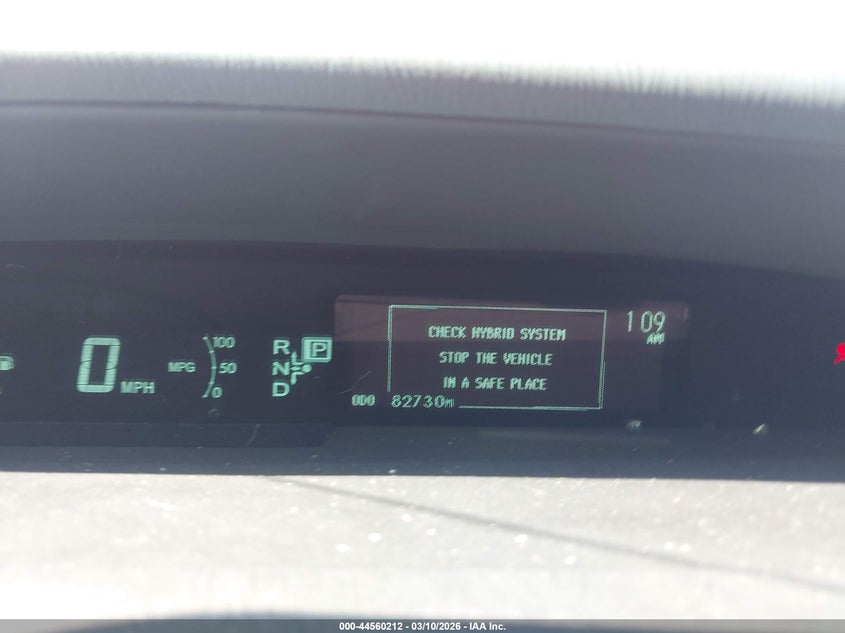 0 MPH
MPG 100 50 0
R
N
D
P
CHECK HYBRID SYSTEM
STOP THE VEHICLE
IN A SAFE PLACE
ODO 82730MI
109
AM
000-44560212 - 03/10/2026 - IAA Inc.